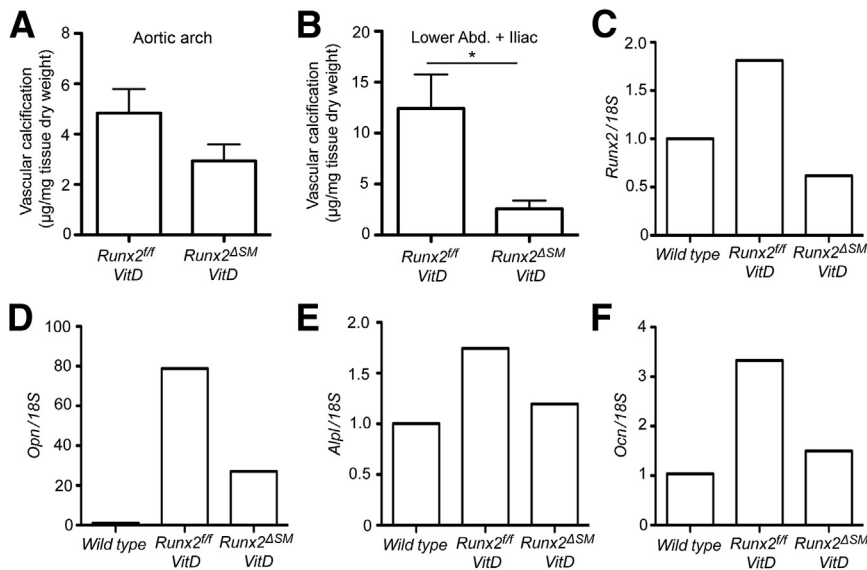 A
Aortic arch
Vascular calcification
(µg/mg tissue dry weight)
8
6
4
2
0
Runx2f/f
VitD
Runx2ΔSM
VitD
B
Lower Abd. + Iliac
*
Vascular calcification
(µg/mg tissue dry weight)
20
15
10
5
0
Runx2f/f
VitD
Runx2ΔSM
VitD
C
Runx2/18S
2.0
1.5
1.0
0.5
0
Wild type
Runx2f/f
VitD
Runx2ΔSM
VitD
D
Opn/18S
100
80
60
40
20
0
Wild type
Runx2f/f
VitD
Runx2ΔSM
VitD
E
Alpl/18S
2.0
1.5
1.0
0.5
0
Wild type
Runx2f/f
VitD
Runx2ΔSM
VitD
F
Ocn/18S
4
3
2
1
0
Wild type
Runx2f/f
VitD
Runx2ΔSM
VitD